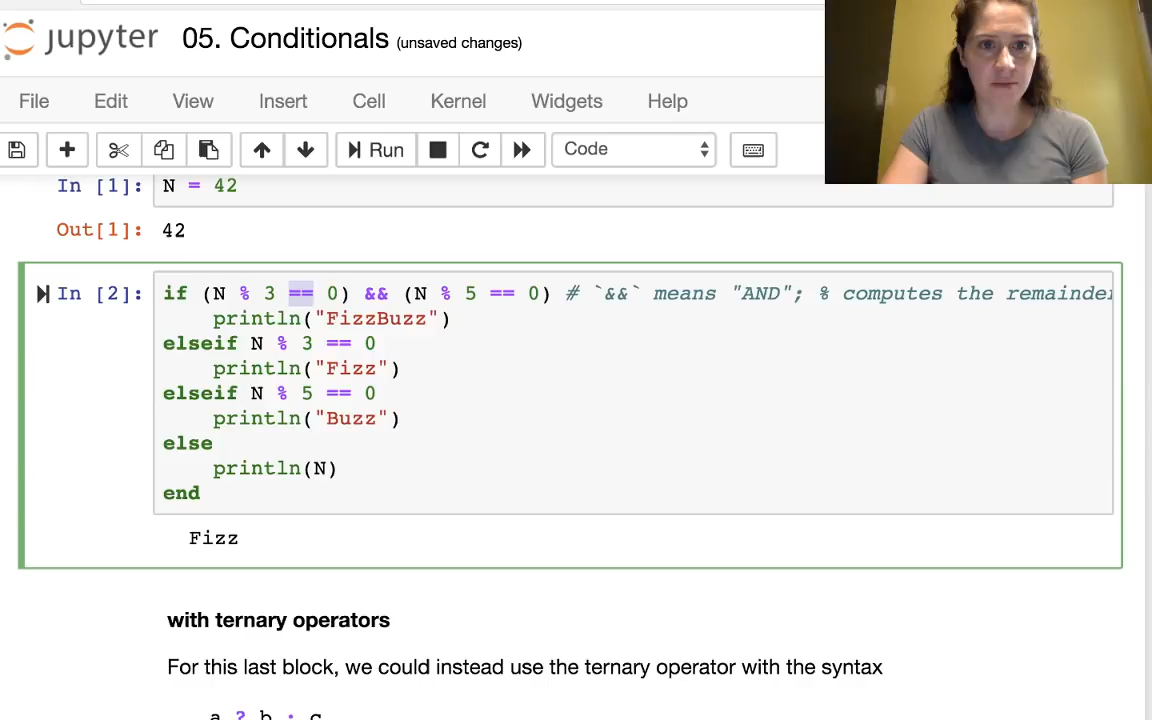 jupyter 05. Conditionals (unsaved changes)
File Edit View Insert Cell Kernel Widgets Help
Run Code
In [1]: N = 42
Out[1]: 42
In [2]: if (N % 3 == 0) && (N % 5 == 0) # `&&` means "AND"; % computes the remainder
println("FizzBuzz")
elseif N % 3 == 0
println("Fizz")
elseif N % 5 == 0
println("Buzz")
else
println(N)
end
Fizz
with ternary operators
For this last block, we could instead use the ternary operator with the syntax
a ? b : c